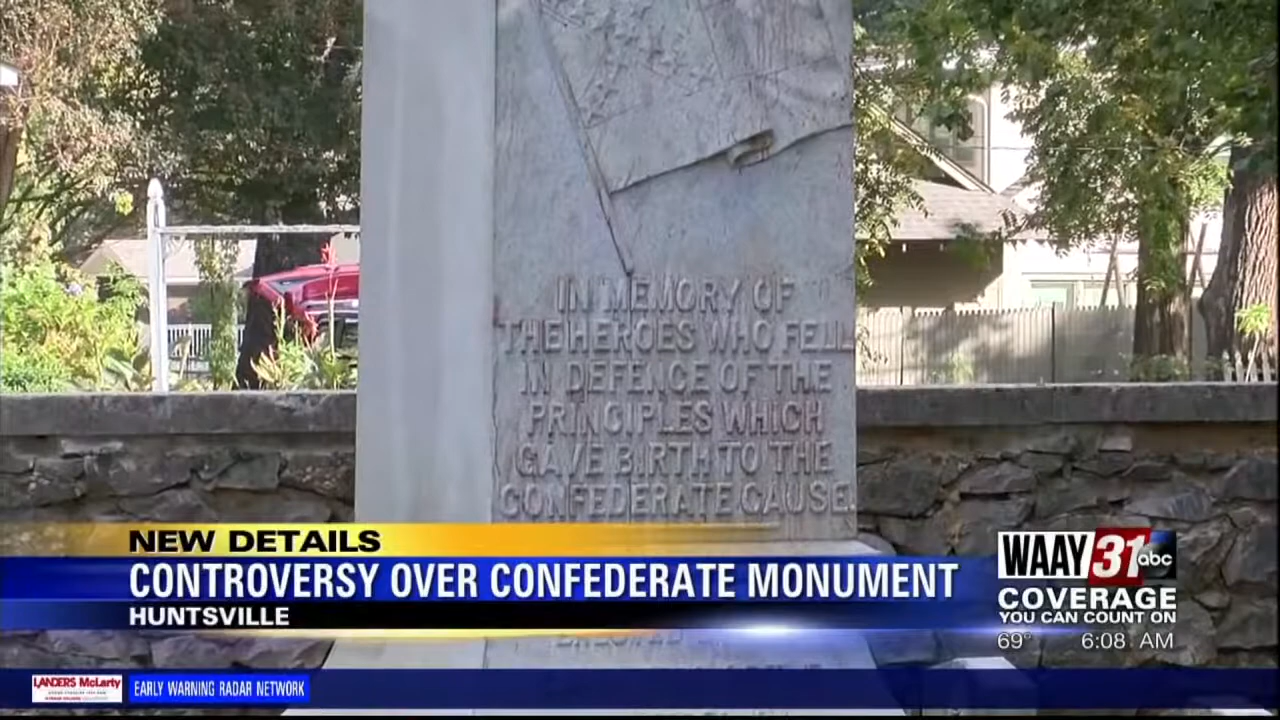 IN MEMORY OF
THE HEROES WHO FELL
IN DEFENCE OF THE
PRINCIPLES WHICH
GAVE BIRTH TO THE
CONFEDERATE CAUSE.
NEW DETAILS
CONTROVERSY OVER CONFEDERATE MONUMENT
HUNTSVILLE
WAAY 31 abc
COVERAGE
YOU CAN COUNT ON
69° 6:08 AM
LANDERS McLarty
EARLY WARNING RADAR NETWORK